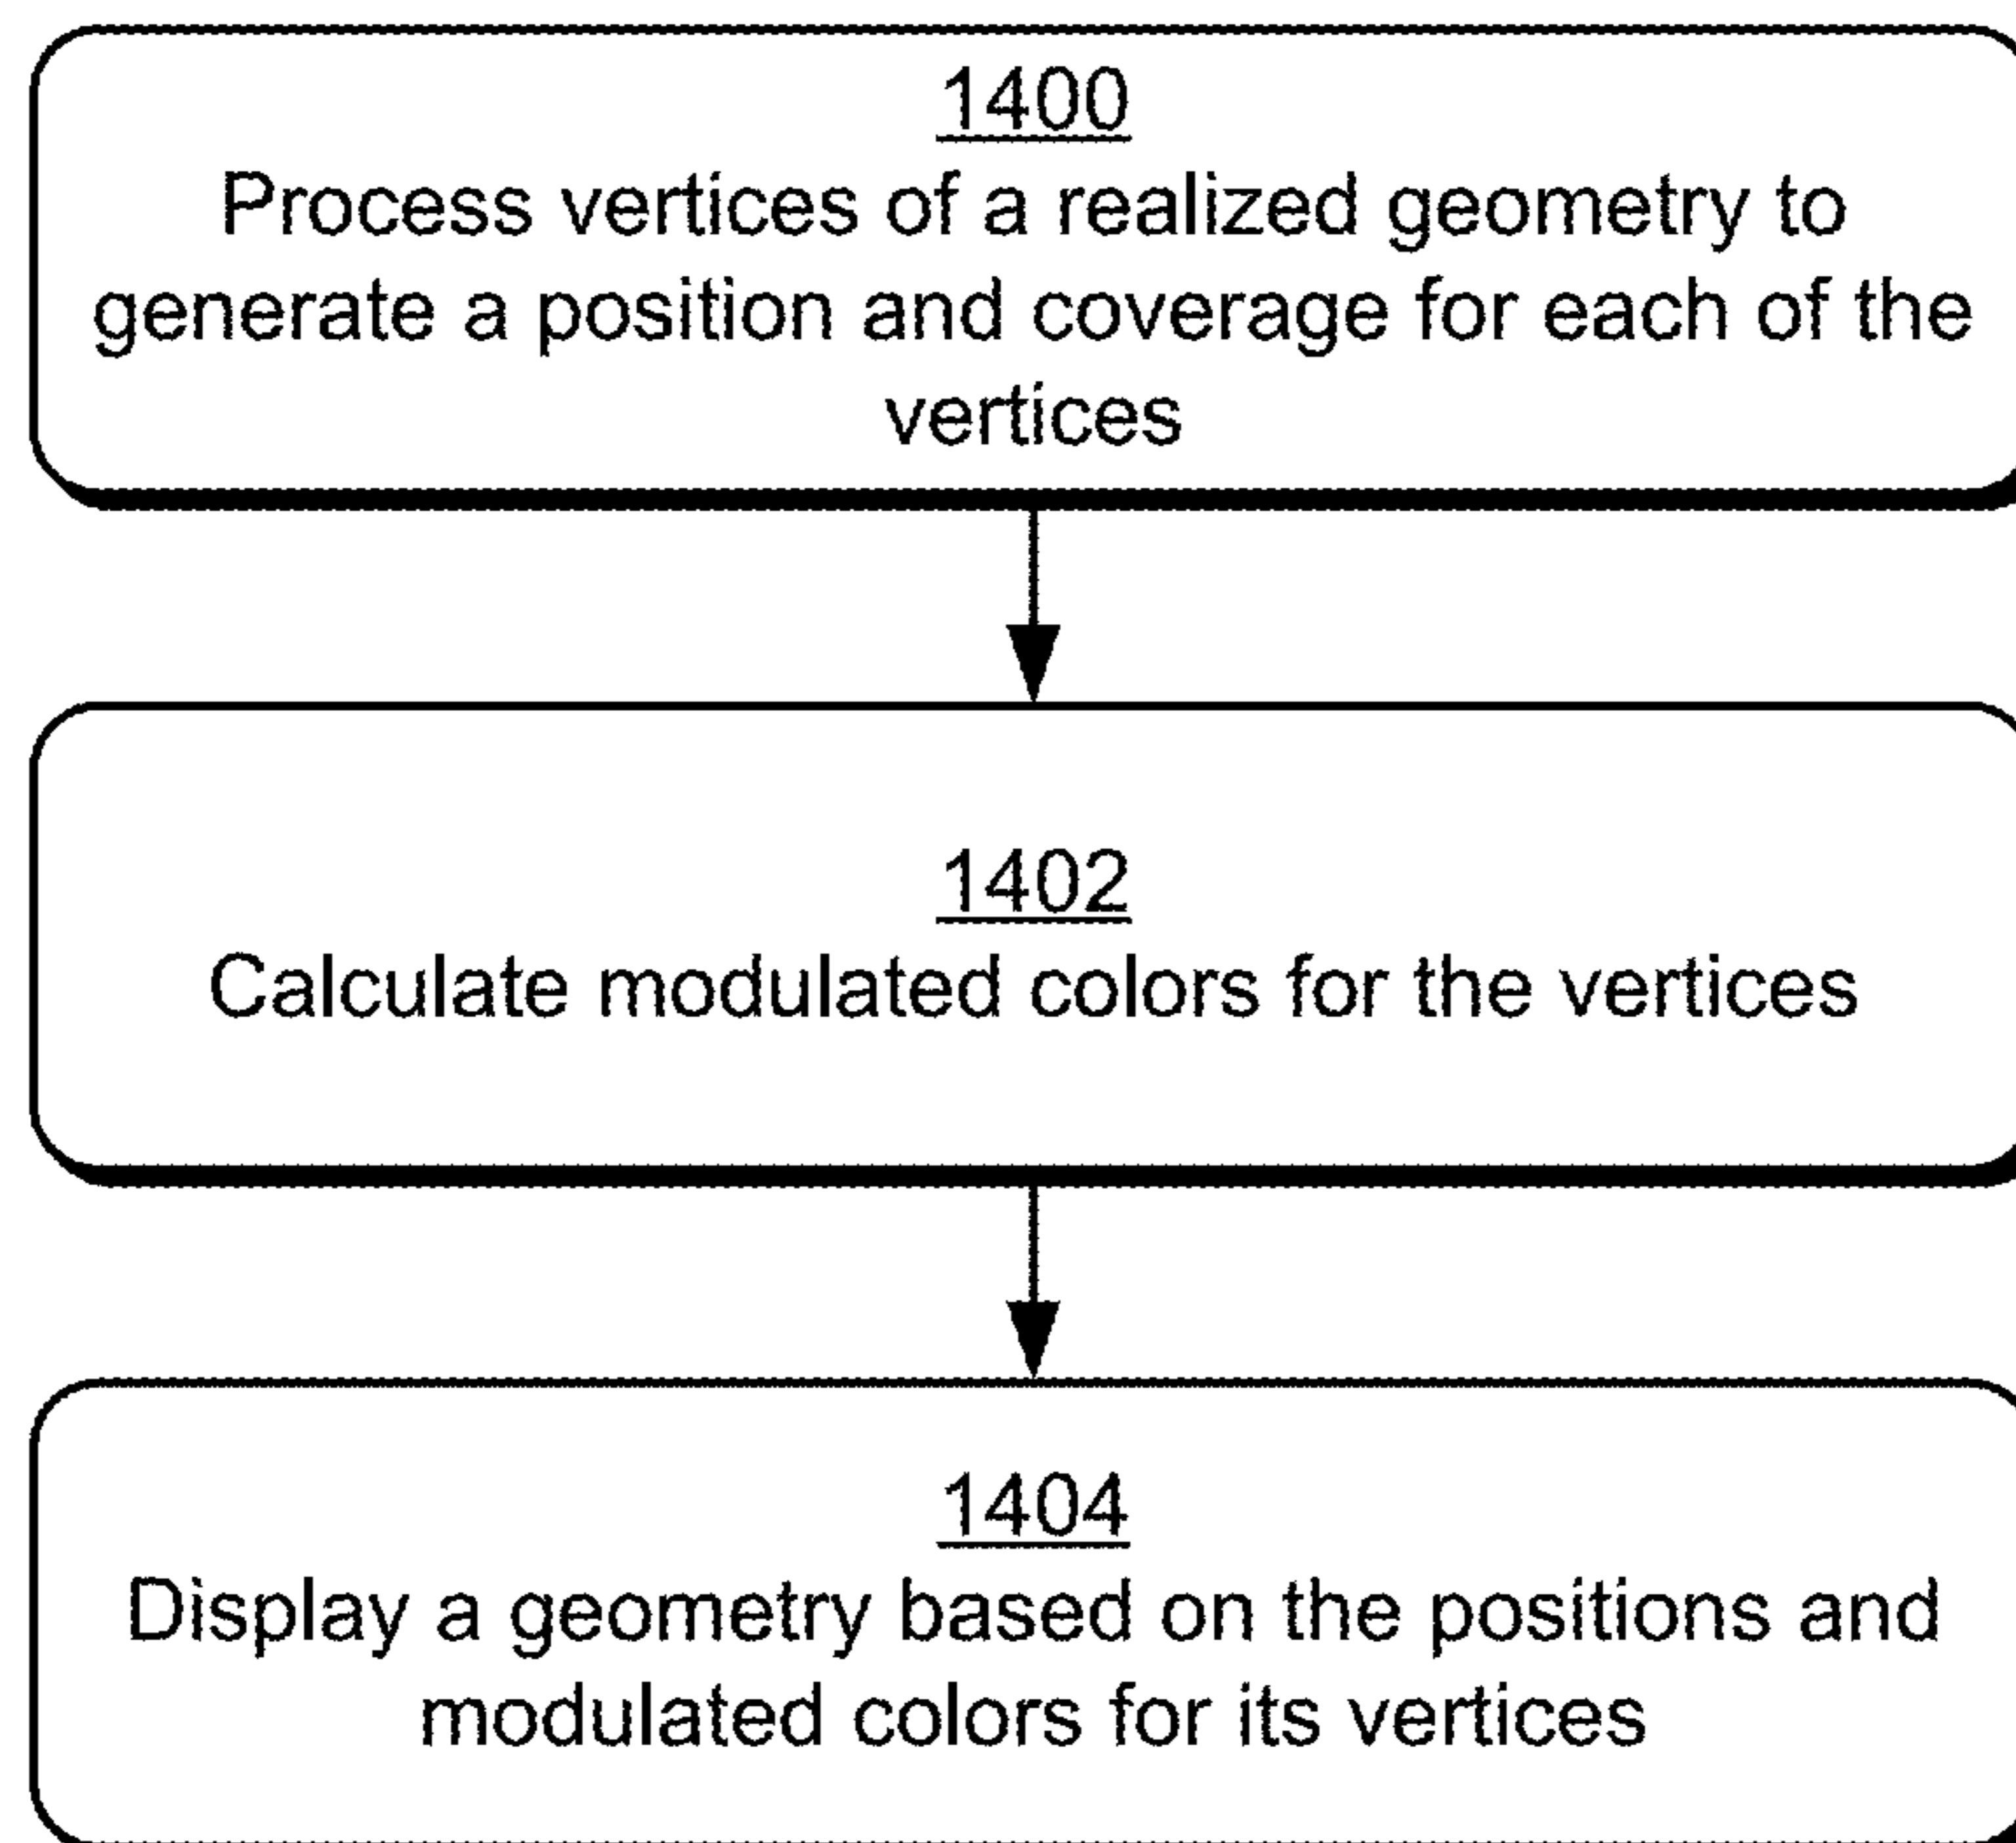 1400
Process vertices of a realized geometry to
generate a position and coverage for each of the
vertices
1402
Calculate modulated colors for the vertices
1404
Display a geometry based on the positions and
modulated colors for its vertices